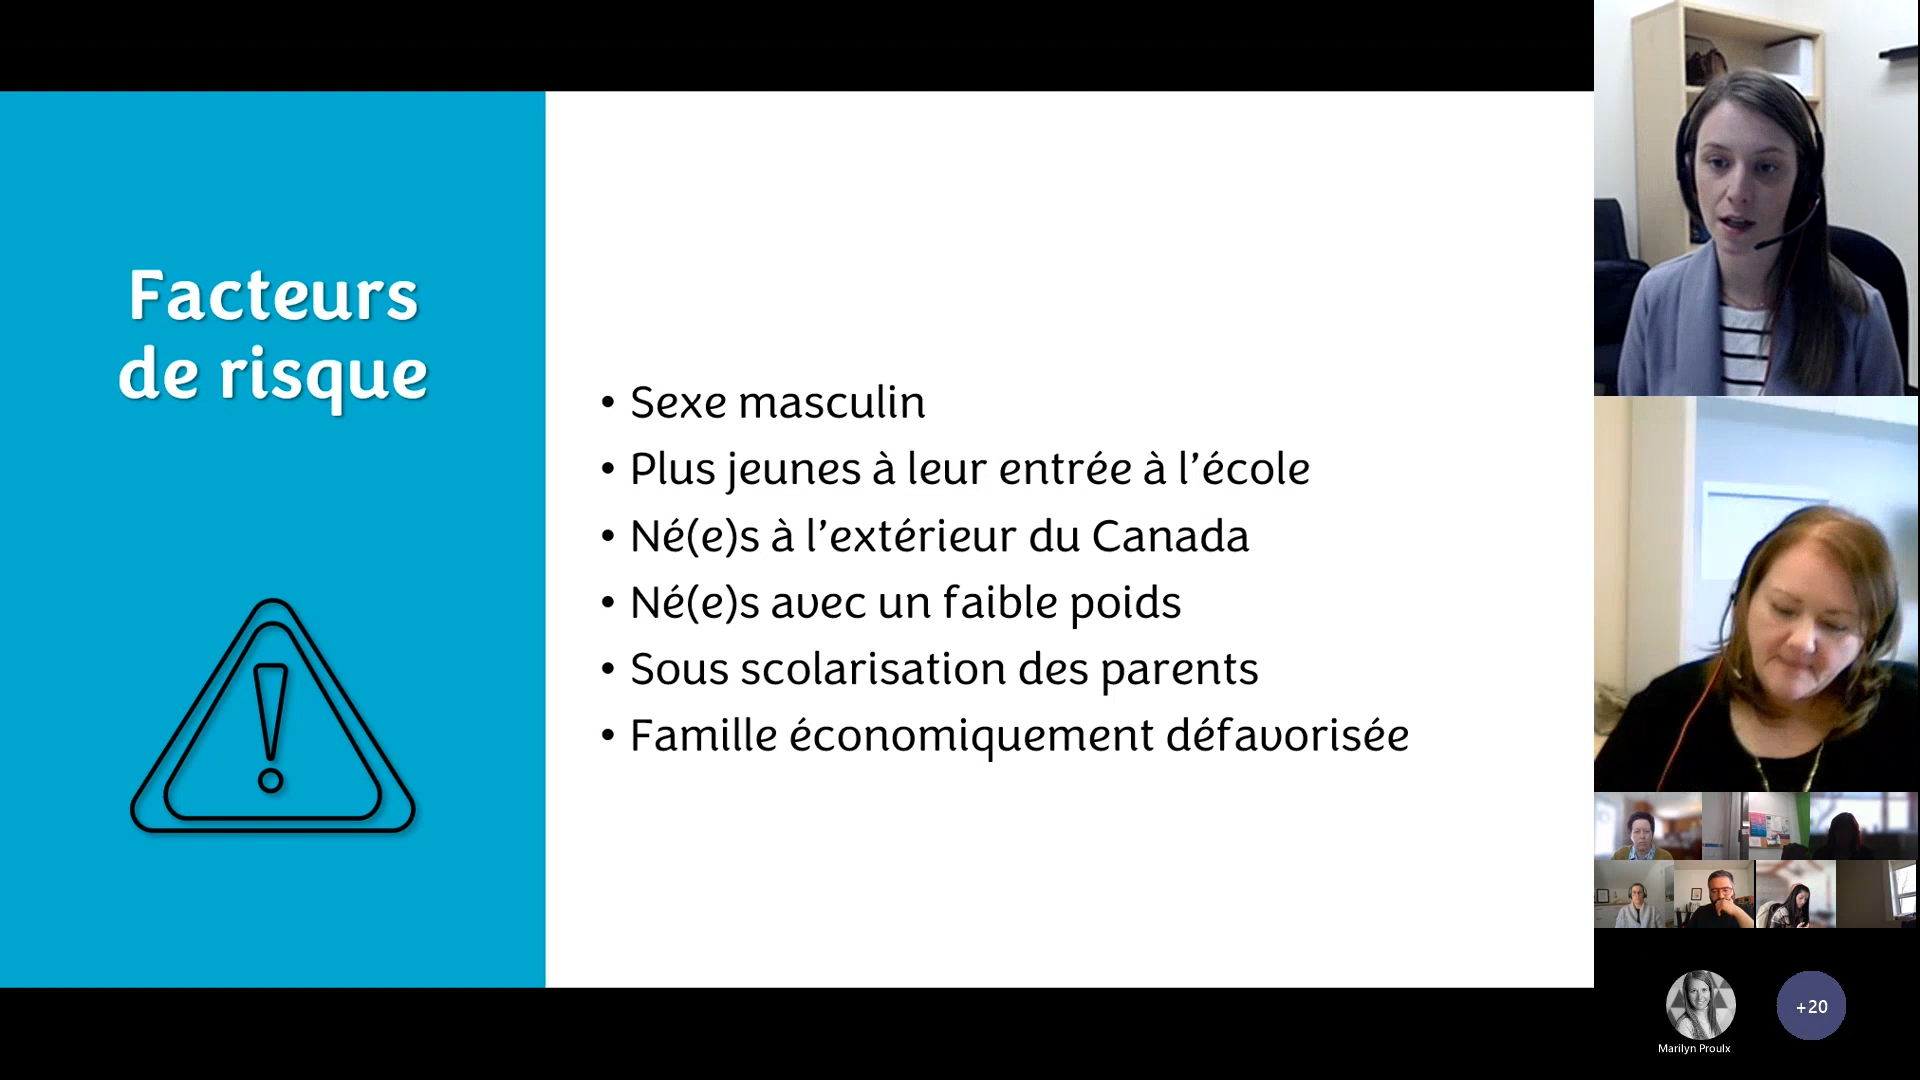 Facteurs
de risque
• Sexe masculin
• Plus jeunes à leur entrée à l’école
• Né(e)s à l’extérieur du Canada
• Né(e)s avec un faible poids
• Sous scolarisation des parents
• Famille économiquement défavorisée
Marilyn Proulx
+20